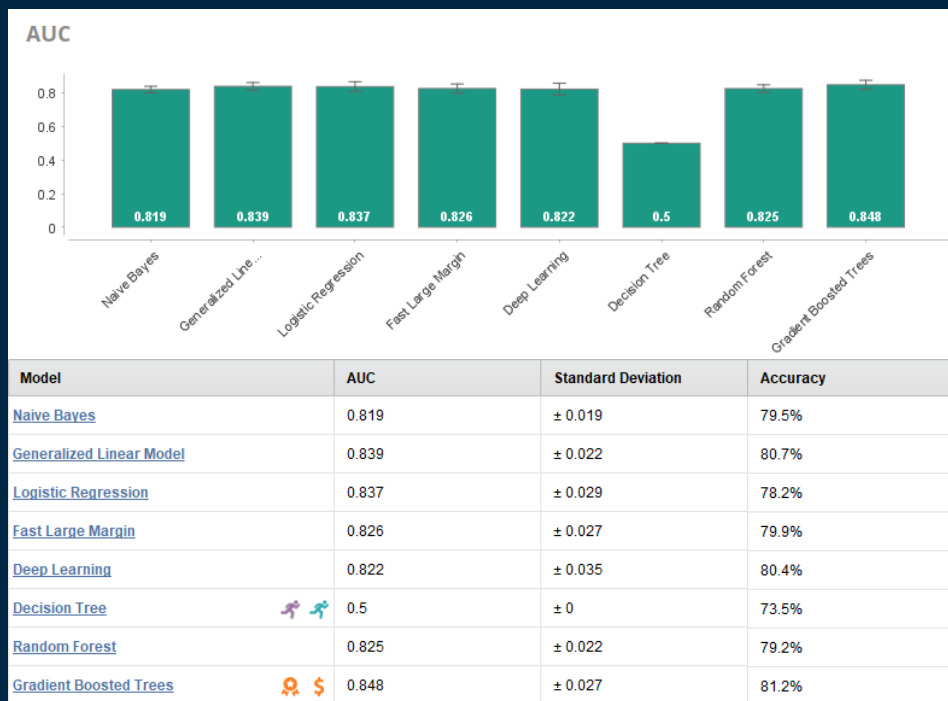 AUC
0.8
0.6
0.4
0.2
0
0.819 0.839 0.837 0.826 0.822 0.5 0.825 0.848
Naive Bayes Generalized Line... Logistic Regression Fast Large Margin Deep Learning Decision Tree Random Forest Gradient Boosted Trees
Model AUC Standard Deviation Accuracy
Naive Bayes 0.819 ± 0.019 79.5%
Generalized Linear Model 0.839 ± 0.022 80.7%
Logistic Regression 0.837 ± 0.029 78.2%
Fast Large Margin 0.826 ± 0.027 79.9%
Deep Learning 0.822 ± 0.035 80.4%
Decision Tree 0.5 ± 0 73.5%
Random Forest 0.825 ± 0.022 79.2%
Gradient Boosted Trees $ 0.848 ± 0.027 81.2%